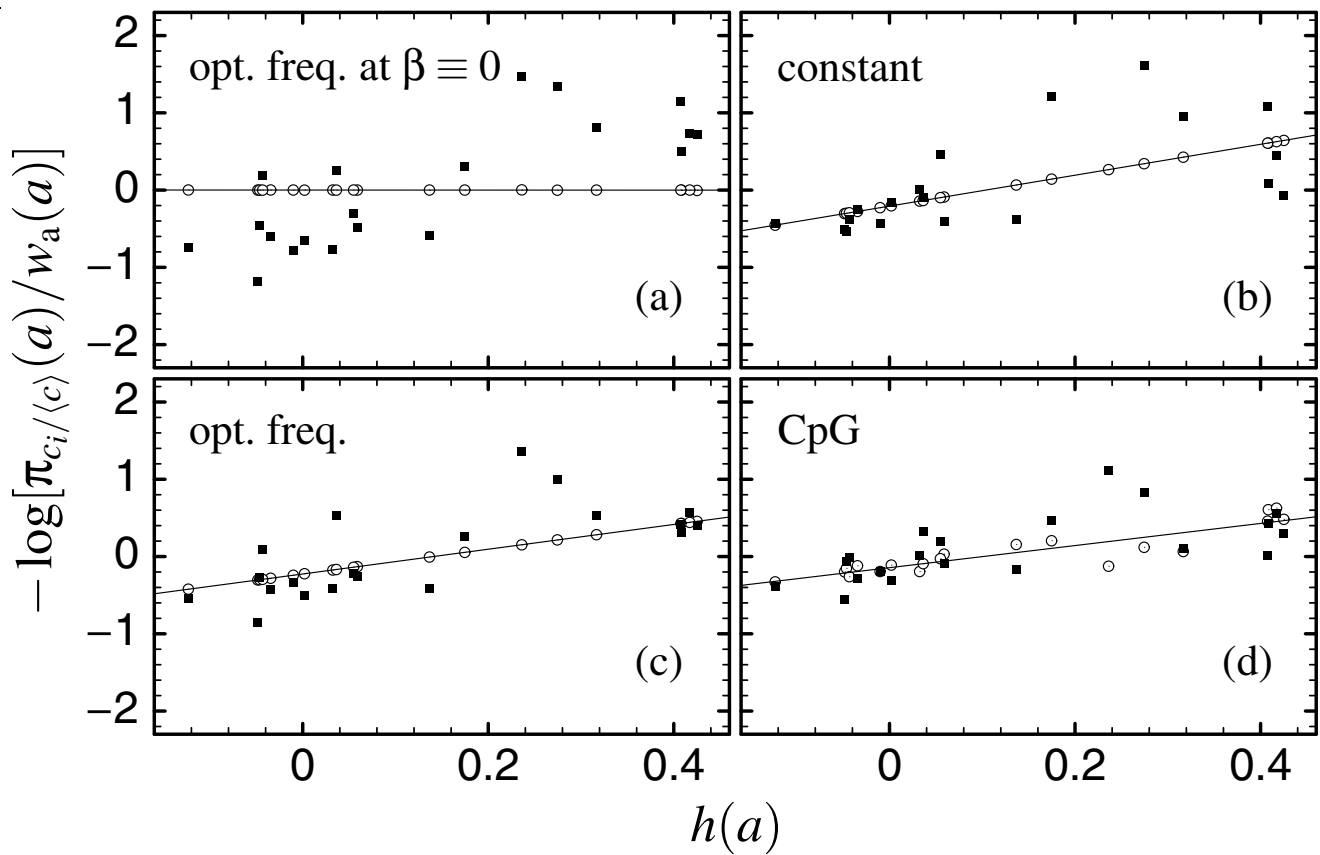 opt. freq. at β ≡ 0
constant
2
1
0
−1
−2
(a)
(b)
opt. freq.
CpG
2
1
0
−1
−2
(c)
(d)
0 0.2 0.4 0 0.2 0.4
h(a)
−log[π_{c_i/⟨c⟩}(a)/w_a(a)]